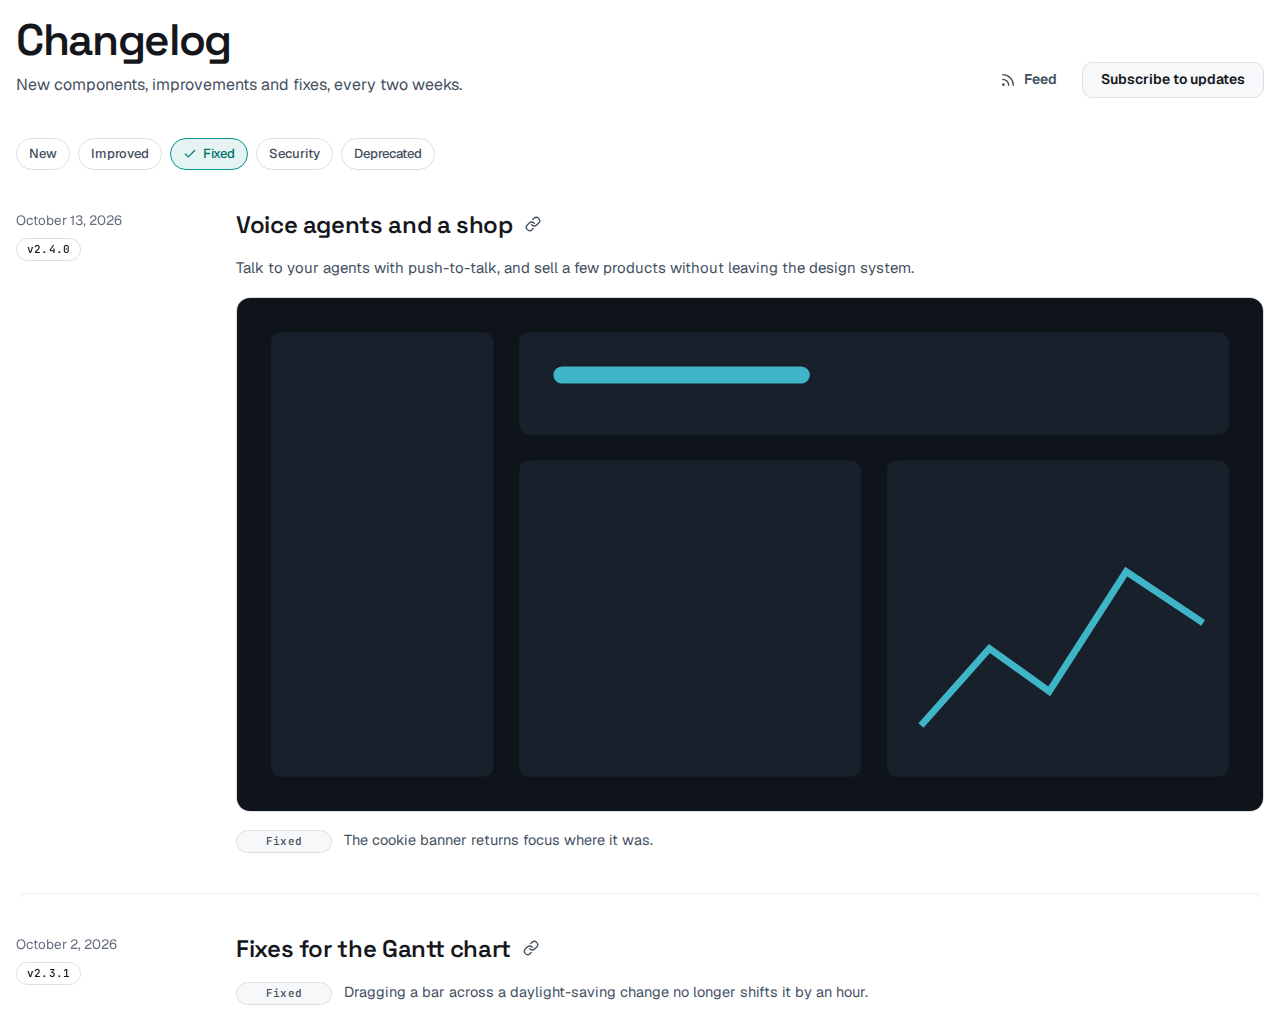 Changelog
New components, improvements and fixes, every two weeks.
Feed
Subscribe to updates
New
Improved
Fixed
Security
Deprecated
October 13, 2026
v2.4.0
Voice agents and a shop
Talk to your agents with push-to-talk, and sell a few products without leaving the design system.
Fixed
The cookie banner returns focus where it was.
October 2, 2026
v2.3.1
Fixes for the Gantt chart
Fixed
Dragging a bar across a daylight-saving change no longer shifts it by an hour.